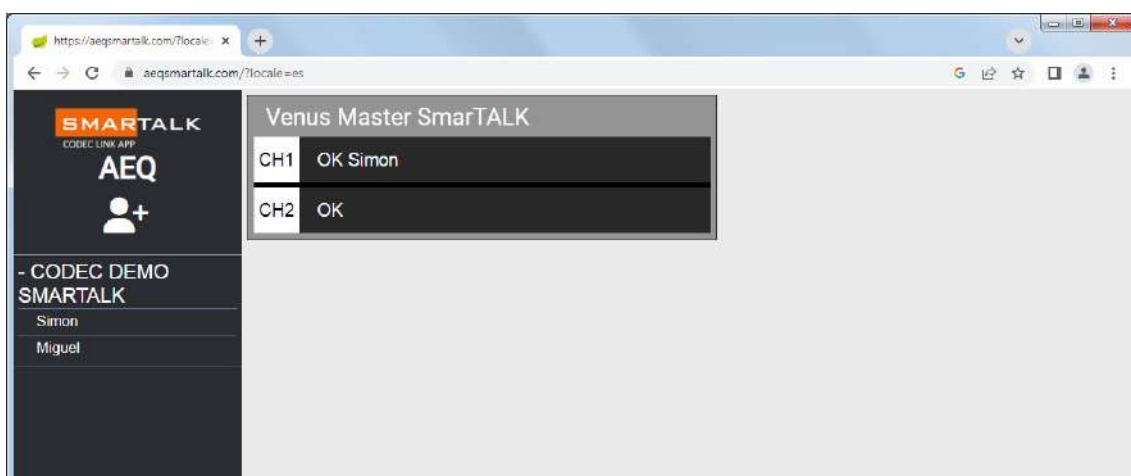 https://aeqsmartalk.com/?locale=
aeqsmartalk.com/?locale=es
SMARTALK
CODEC LINK APP
AEQ
- CODEC DEMO
SMARTALK
Simon
Miguel
Venus Master SmarTALK
CH1 OK Simon
CH2 OK